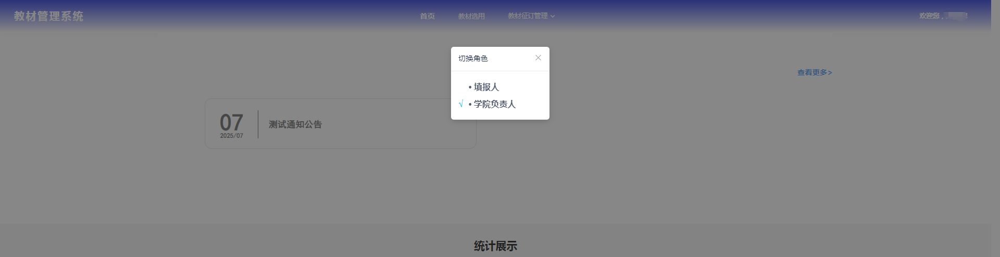 教材管理系统
首页
教材选用
教材征订管理
欢迎您，
切换角色
查看更多>
• 填报人
√ • 学院负责人
07
2025/07
测试通知公告
统计展示